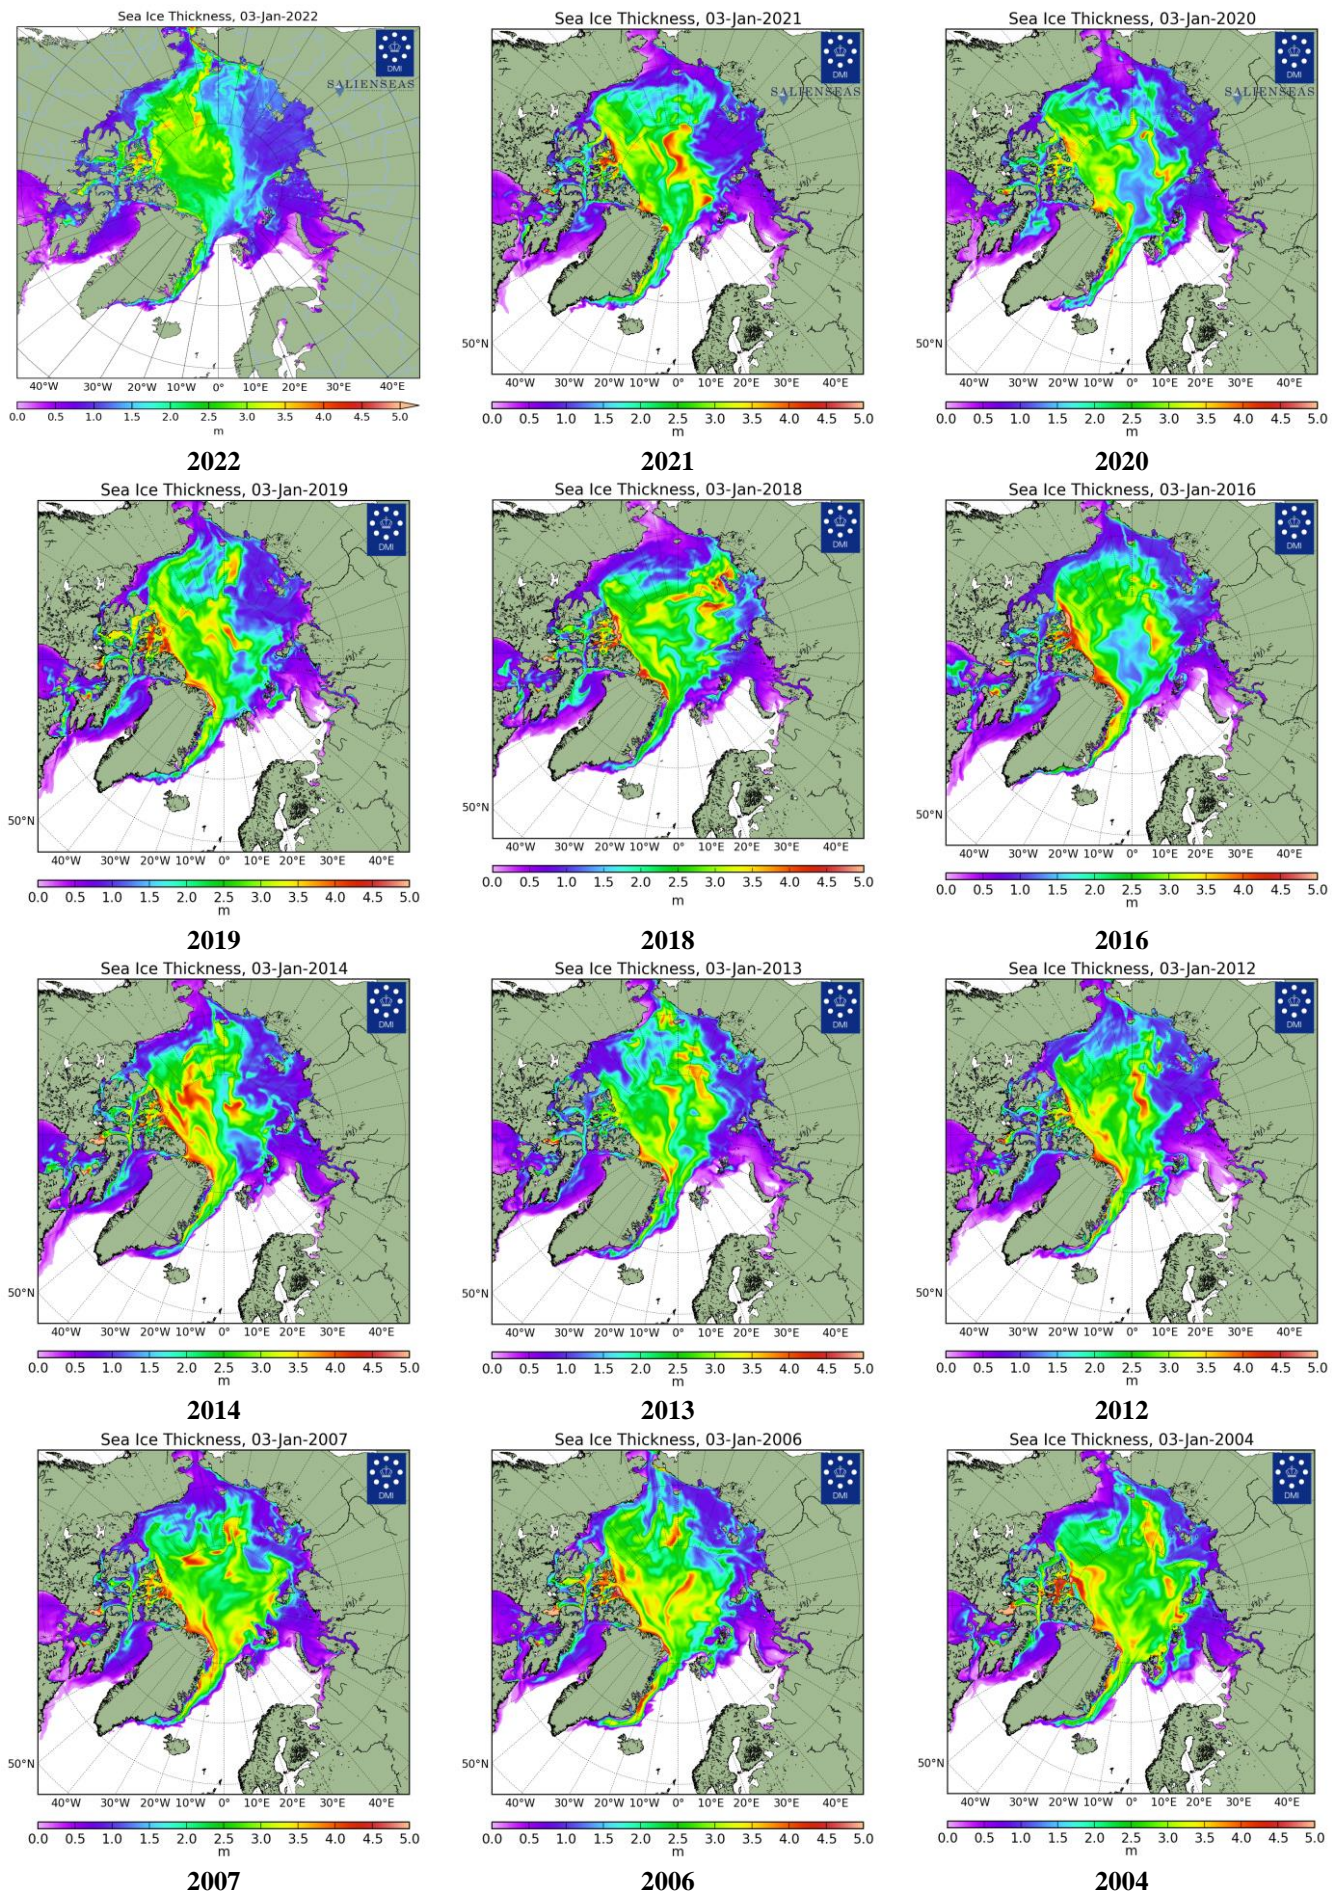 Sea Ice Thickness, 03-Jan-2022
Sea Ice Thickness, 03-Jan-2021
Sea Ice Thickness, 03-Jan-2020
DMI
DMI
DMI
SALIENSEAS
SALIENSEAS
SALIENSEAS
50°N
50°N
40°W 30°W 20°W 10°W 0° 10°E 20°E 30°E 40°E
40°W 30°W 20°W 10°W 0° 10°E 20°E 30°E 40°E
40°W 30°W 20°W 10°W 0° 10°E 20°E 30°E 40°E
0.0 0.5 1.0 1.5 2.0 2.5 3.0 3.5 4.0 4.5 5.0
0.0 0.5 1.0 1.5 2.0 2.5 3.0 3.5 4.0 4.5 5.0
0.0 0.5 1.0 1.5 2.0 2.5 3.0 3.5 4.0 4.5 5.0
m
m
m
2022
2021
2020
Sea Ice Thickness, 03-Jan-2019
Sea Ice Thickness, 03-Jan-2018
Sea Ice Thickness, 03-Jan-2016
DMI
DMI
DMI
50°N
50°N
50°N
40°W 30°W 20°W 10°W 0° 10°E 20°E 30°E 40°E
40°W 30°W 20°W 10°W 0° 10°E 20°E 30°E 40°E
40°W 30°W 20°W 10°W 0° 10°E 20°E 30°E 40°E
0.0 0.5 1.0 1.5 2.0 2.5 3.0 3.5 4.0 4.5 5.0
0.0 0.5 1.0 1.5 2.0 2.5 3.0 3.5 4.0 4.5 5.0
0.0 0.5 1.0 1.5 2.0 2.5 3.0 3.5 4.0 4.5 5.0
m
m
m
2019
2018
2016
Sea Ice Thickness, 03-Jan-2014
Sea Ice Thickness, 03-Jan-2013
Sea Ice Thickness, 03-Jan-2012
DMI
DMI
DMI
50°N
50°N
50°N
40°W 30°W 20°W 10°W 0° 10°E 20°E 30°E 40°E
40°W 30°W 20°W 10°W 0° 10°E 20°E 30°E 40°E
40°W 30°W 20°W 10°W 0° 10°E 20°E 30°E 40°E
0.0 0.5 1.0 1.5 2.0 2.5 3.0 3.5 4.0 4.5 5.0
0.0 0.5 1.0 1.5 2.0 2.5 3.0 3.5 4.0 4.5 5.0
0.0 0.5 1.0 1.5 2.0 2.5 3.0 3.5 4.0 4.5 5.0
m
m
m
2014
2013
2012
Sea Ice Thickness, 03-Jan-2007
Sea Ice Thickness, 03-Jan-2006
Sea Ice Thickness, 03-Jan-2004
DMI
DMI
DMI
50°N
50°N
50°N
40°W 30°W 20°W 10°W 0° 10°E 20°E 30°E 40°E
40°W 30°W 20°W 10°W 0° 10°E 20°E 30°E 40°E
40°W 30°W 20°W 10°W 0° 10°E 20°E 30°E 40°E
0.0 0.5 1.0 1.5 2.0 2.5 3.0 3.5 4.0 4.5 5.0
0.0 0.5 1.0 1.5 2.0 2.5 3.0 3.5 4.0 4.5 5.0
0.0 0.5 1.0 1.5 2.0 2.5 3.0 3.5 4.0 4.5 5.0
m
m
m
2007
2006
2004